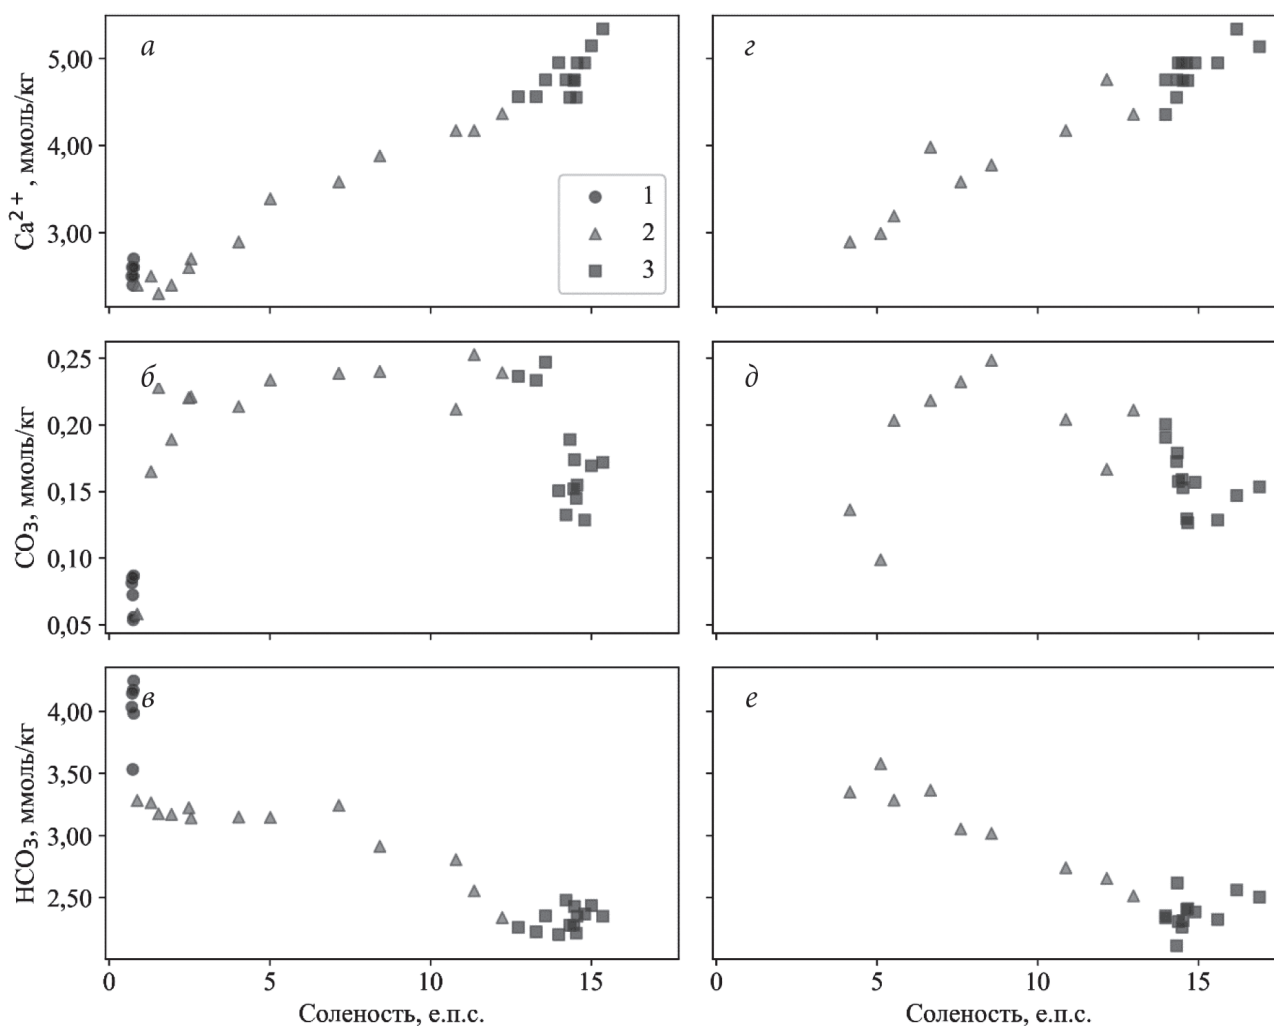 а
Ca2+, ммоль/кг
5,00
4,00
3,00
1
2
3
г
б
CO3, ммоль/кг
0,25
0,20
0,15
0,10
0,05
д
в
HCO3, ммоль/кг
4,00
3,50
3,00
2,50
0 5 10 15
Соленость, е.п.с.
е
0 5 10 15
Соленость, е.п.с.